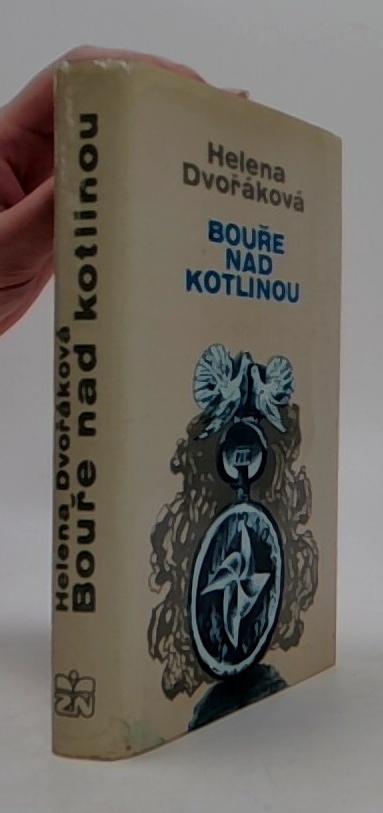 Helena
Dvořáková
BOUŘE
NAD
KOTLINOU
Helena Dvořáková
Bouře nad kotlinou